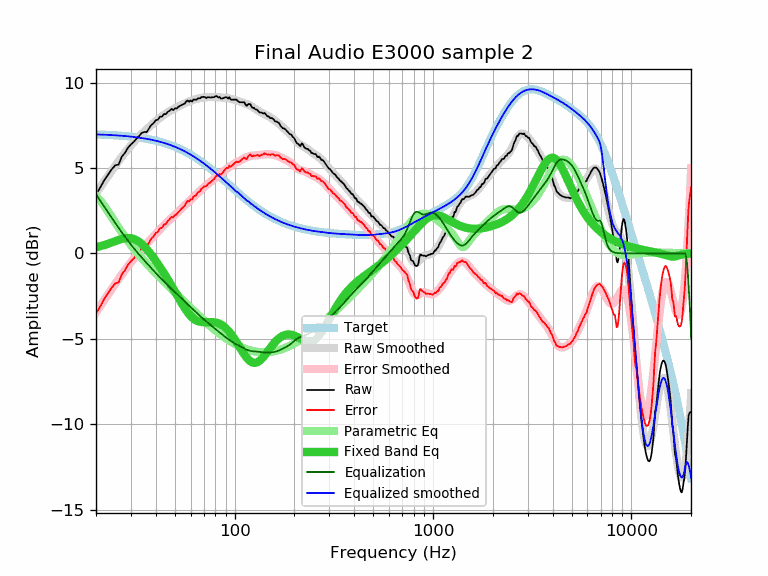 Final Audio E3000 sample 2
Amplitude (dBr)
10
5
0
−5
−10
−15
Target
Raw Smoothed
Error Smoothed
Raw
Error
Parametric Eq
Fixed Band Eq
Equalization
Equalized smoothed
100
1000
10000
Frequency (Hz)